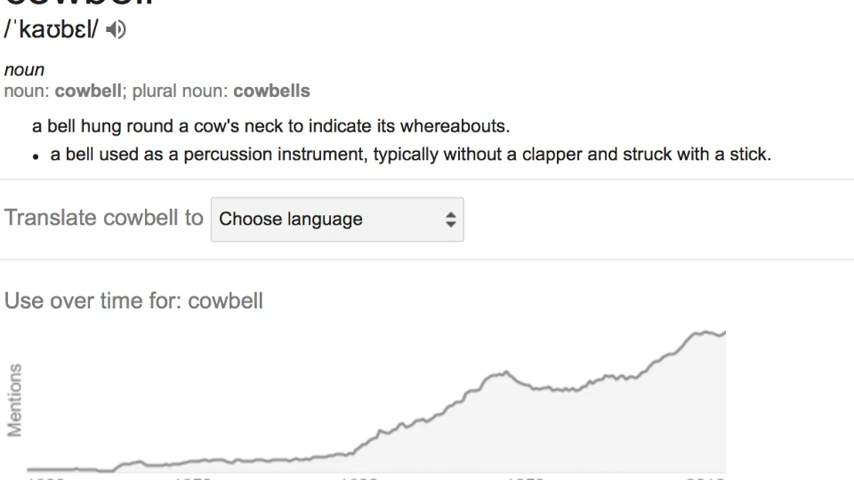 cowbell
/ˈkaʊbɛl/
noun
noun: cowbell; plural noun: cowbells
a bell hung round a cow's neck to indicate its whereabouts.
• a bell used as a percussion instrument, typically without a clapper and struck with a stick.
Translate cowbell to Choose language
Use over time for: cowbell
Mentions